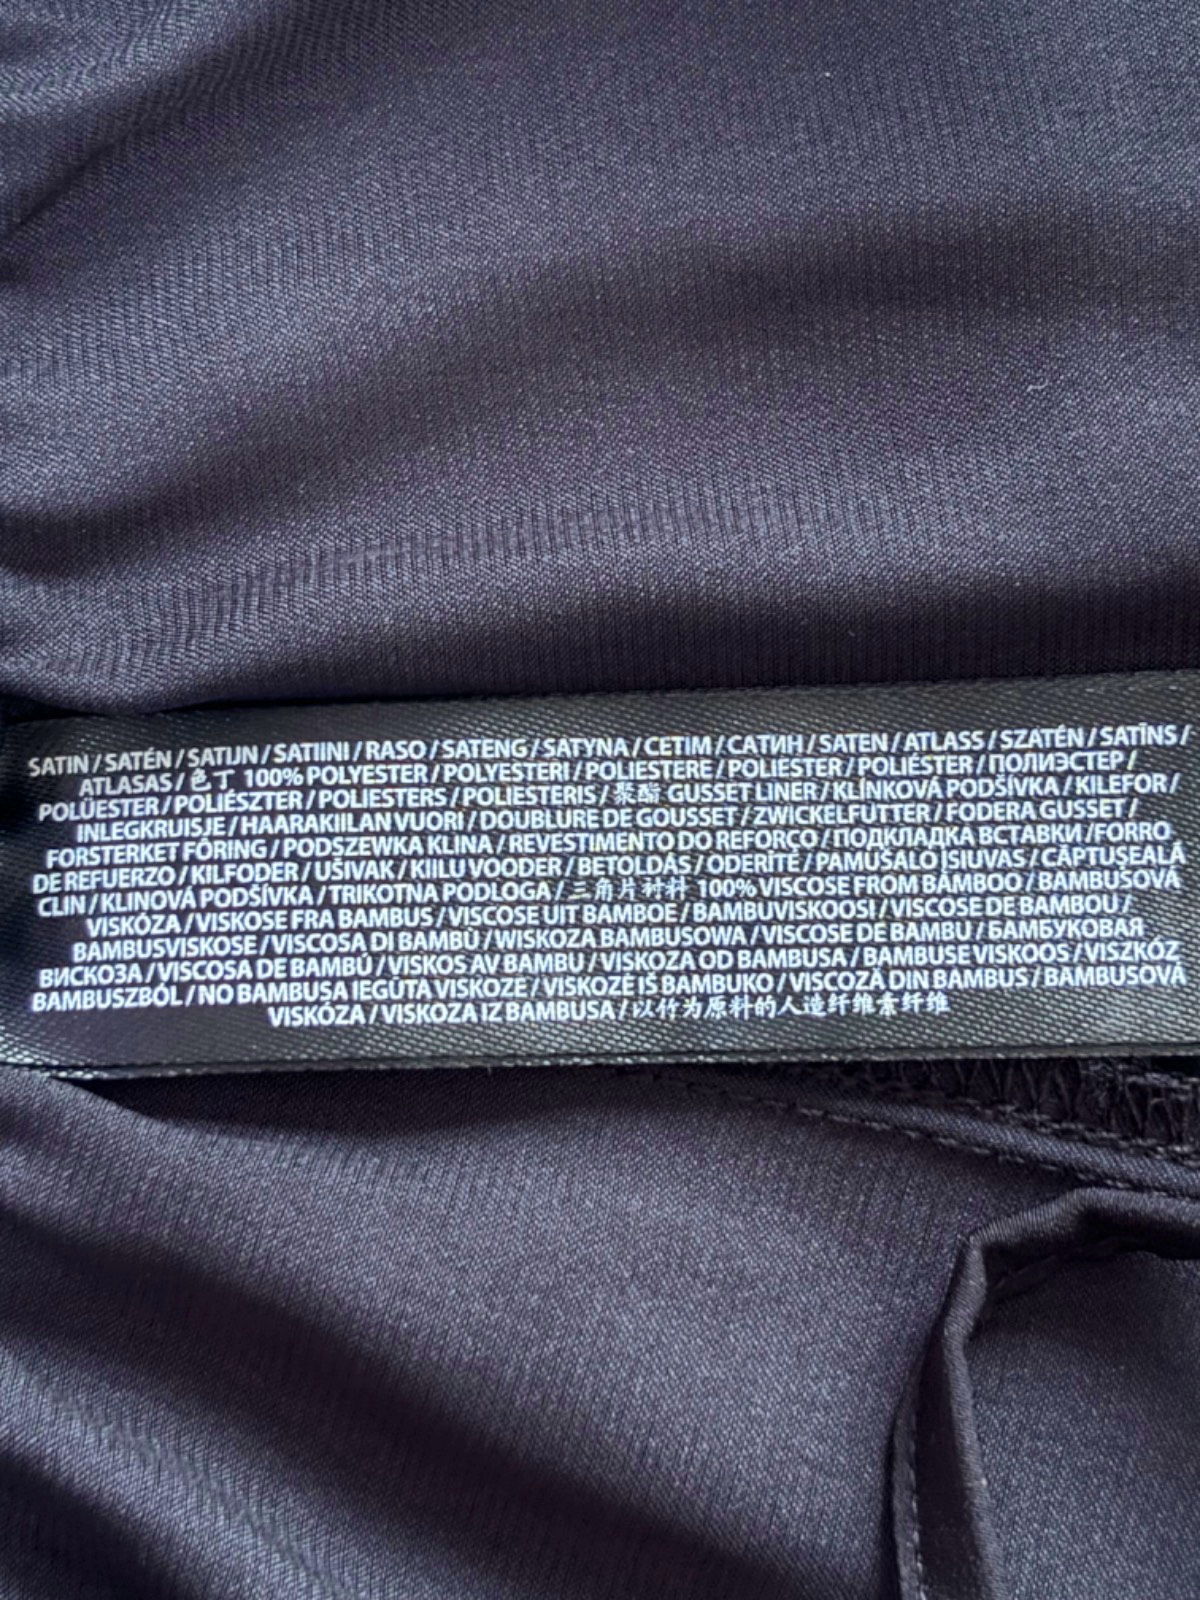 SATIN / SATÉN / SATIJN / SATIINI / RASO / SATENG / SATYNA / CETIM / САТИН / SATEN / ATLASS / SZATÉN / SATĪNS /
ATLASAS / 色丁 100% POLYESTER / POLYESTERI / POLIESTERE / POLIESTER / POLIÉSTER / ПОЛИЭСТЕР /
POLÜESTER / POLIÉSZTER / POLIESTERS / POLIESTERIS / 聚酯 GUSSET LINER / KLÍNKOVÁ PODŠÍVKA / KILEFOR /
INLEGKRUISJE / HAARAKIILAN VUORI / DOUBLURE DE GOUSSET / ZWICKELFUTTER / FODERA GUSSET /
FORSTERKET FÔRING / PODSZEWKA KLINA / REVESTIMENTO DO REFORÇO / ПОДКЛАДКА ВСТАВКИ /FORRO
DE REFUERZO / KILFODER / UŠIVAK / KIILU VOODER / BETOLDÁS / ODERĪTE / PAMUŠALO ĮSIUVAS / CĂPTUȘEALĂ
CLIN / KLINOVÁ PODŠÍVKA / TRIKOTNA PODLOGA / 三角片衬料 100% VISCOSE FROM BAMBOO / BAMBUSOVÁ
VISKÓZA / VISKOSE FRA BAMBUS / VISCOSE UIT BAMBOE / BAMBUVISKOOSI / VISCOSE DE BAMBOU /
BAMBUSVISKOSE / VISCOSA DI BAMBÙ / WISKOZA BAMBUSOWA / VISCOSE DE BAMBU / БАМБУКОВАЯ
ВИСКОЗА / VISCOSA DE BAMBÚ / VISKOS AV BAMBU / VISKOZA OD BAMBUSA / BAMBUSE VISKOOS / VISZKÓZ
BAMBUSZBÓL / NO BAMBUSA IEGŪTA VISKOZE / VISKOZĖ IŠ BAMBUKO / VISCOZĂ DIN BAMBUS / BAMBUSOVÁ
VISKÓZA / VISKOZA IZ BAMBUSA / 以竹为原料的人造纤维素纤维